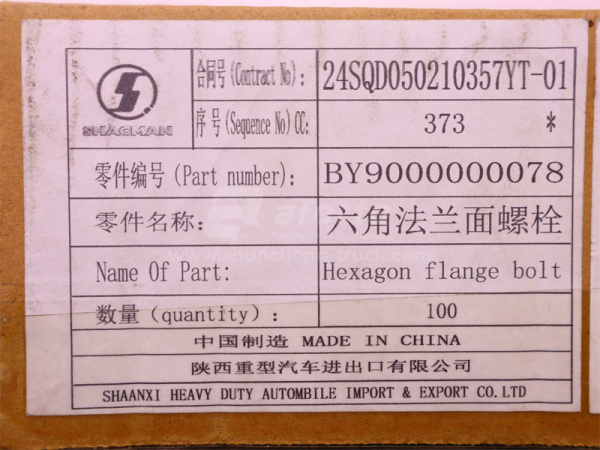 SHACMAN
合同号(Contract No): 24SQD050210357YT-01
序号(Sequence No)CC: 373 *
零件编号(Part number): BY9000000078
零件名称: 六角法兰面螺栓
Name Of Part: Hexagon flange bolt
数量(quantity): 100
中国制造 MADE IN CHINA
陕西重型汽车进出口有限公司
SHAANXI HEAVY DUTY AUTOMBILE IMPORT & EXPORT CO.LTD